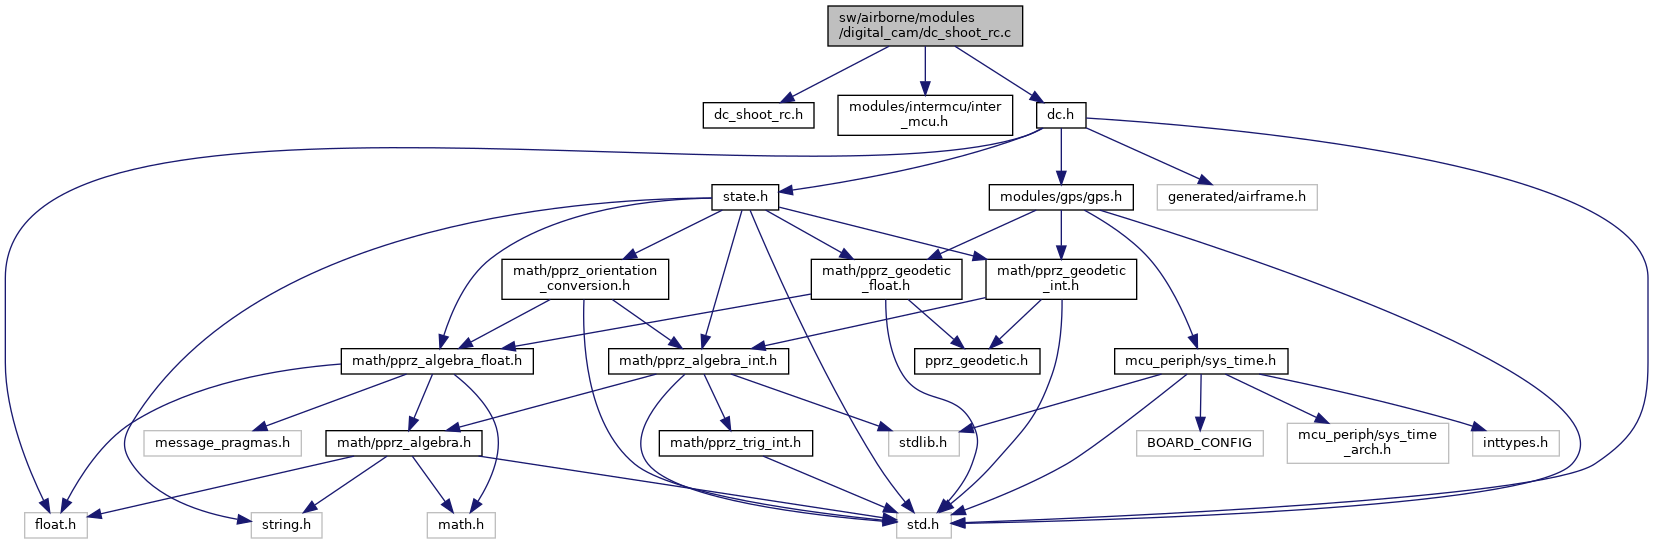 sw/airborne/modules
/digital_cam/dc_shoot_rc.c
dc_shoot_rc.h
modules/intermcu/inter
_mcu.h
dc.h
state.h
modules/gps/gps.h
generated/airframe.h
math/pprz_orientation
_conversion.h
math/pprz_geodetic
_float.h
math/pprz_geodetic
_int.h
math/pprz_algebra_float.h
math/pprz_algebra_int.h
pprz_geodetic.h
mcu_periph/sys_time.h
message_pragmas.h
math/pprz_algebra.h
math/pprz_trig_int.h
stdlib.h
BOARD_CONFIG
mcu_periph/sys_time
_arch.h
inttypes.h
float.h
string.h
math.h
std.h